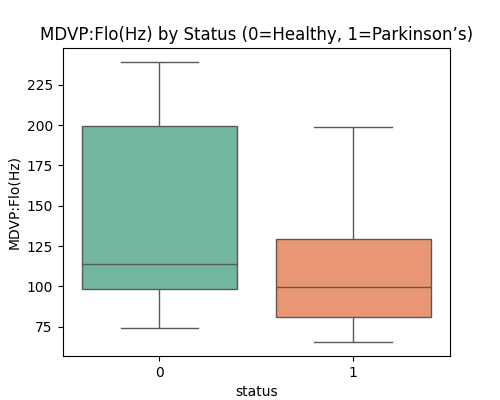 MDVP:Flo(Hz) by Status (0=Healthy, 1=Parkinson’s)
MDVP:Flo(Hz)
225
200
175
150
125
100
75
0 1
status